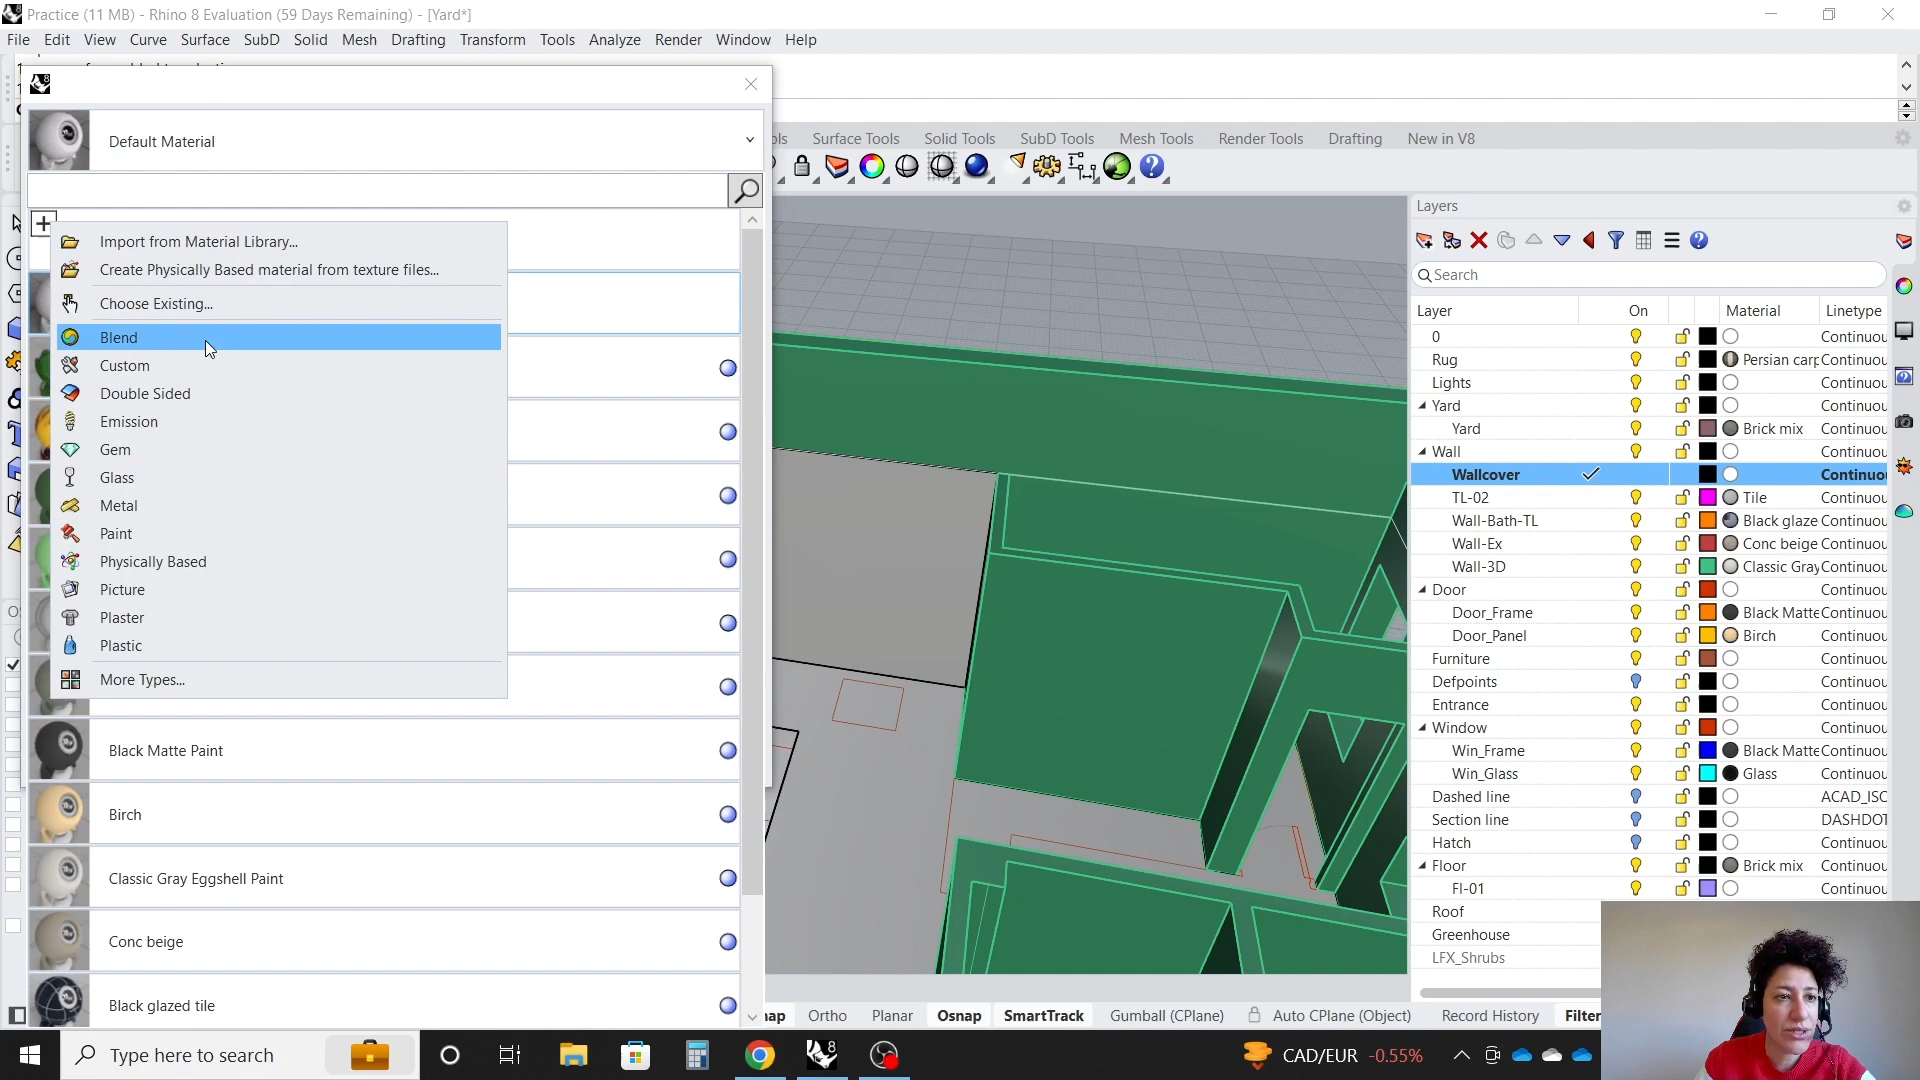 Practice (11 MB) - Rhino 8 Evaluation (59 Days Remaining) - [Yard*]
File Edit View Curve Surface SubD Solid Mesh Drafting Transform Tools Analyze Render Window Help
Default Material
Surface Tools Solid Tools SubD Tools Mesh Tools Render Tools Drafting New in V8
Import from Material Library...
Create Physically Based material from texture files...
Choose Existing...
Blend
Custom
Double Sided
Emission
Gem
Glass
Metal
Paint
Physically Based
Picture
Plaster
Plastic
More Types...
Black Matte Paint
Birch
Classic Gray Eggshell Paint
Conc beige
Black glazed tile
Layers
Search
Layer On Material Linetype
0 Continuou
Rug Persian carp Continuou
Lights Continuou
Yard Continuou
Yard Brick mix Continuou
Wall Continuou
Wallcover Continuo
TL-02 Tile Continuou
Wall-Bath-TL Black glaze Continuou
Wall-Ex Conc beige Continuou
Wall-3D Classic Gray Continuou
Door Continuou
Door_Frame Black Matte Continuou
Door_Panel Birch Continuou
Furniture Continuou
Defpoints Continuou
Entrance Continuou
Window Continuou
Win_Frame Black Matte Continuou
Win_Glass Glass Continuou
Dashed line ACAD_ISO
Section line DASHDOT
Hatch Continuou
Floor Brick mix Continuou
Fl-01 Continuou
Roof
Greenhouse
LFX_Shrubs
Ortho Planar Osnap SmartTrack Gumball (CPlane) Auto CPlane (Object) Record History Filter
Type here to search
CAD/EUR -0.55%